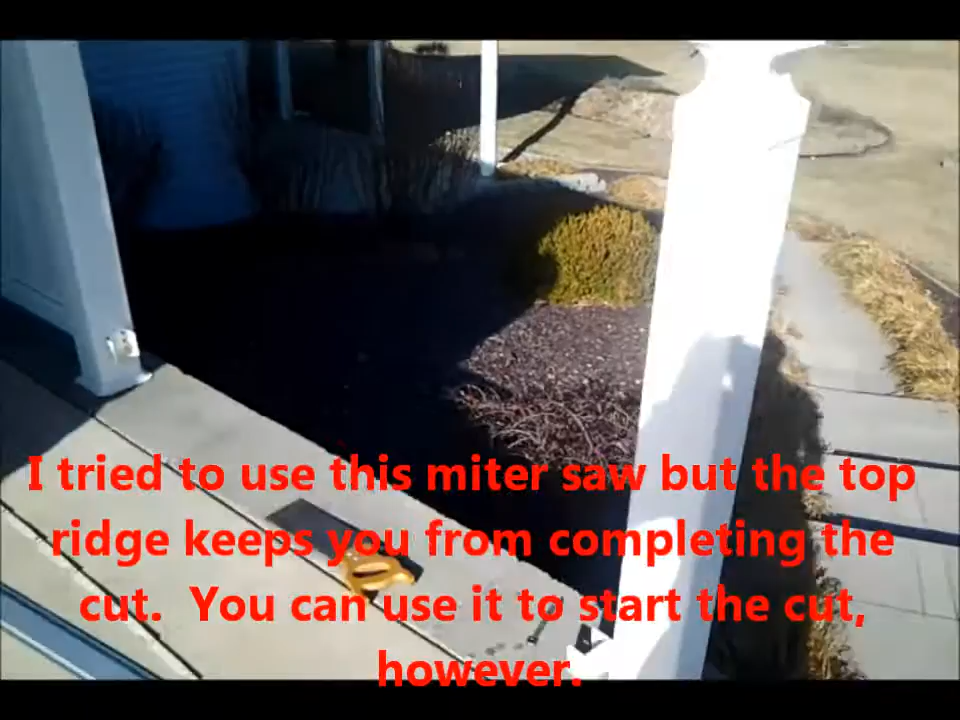 I tried to use this miter saw but the top
ridge keeps you from completing the
cut.  You can use it to start the cut,
however.